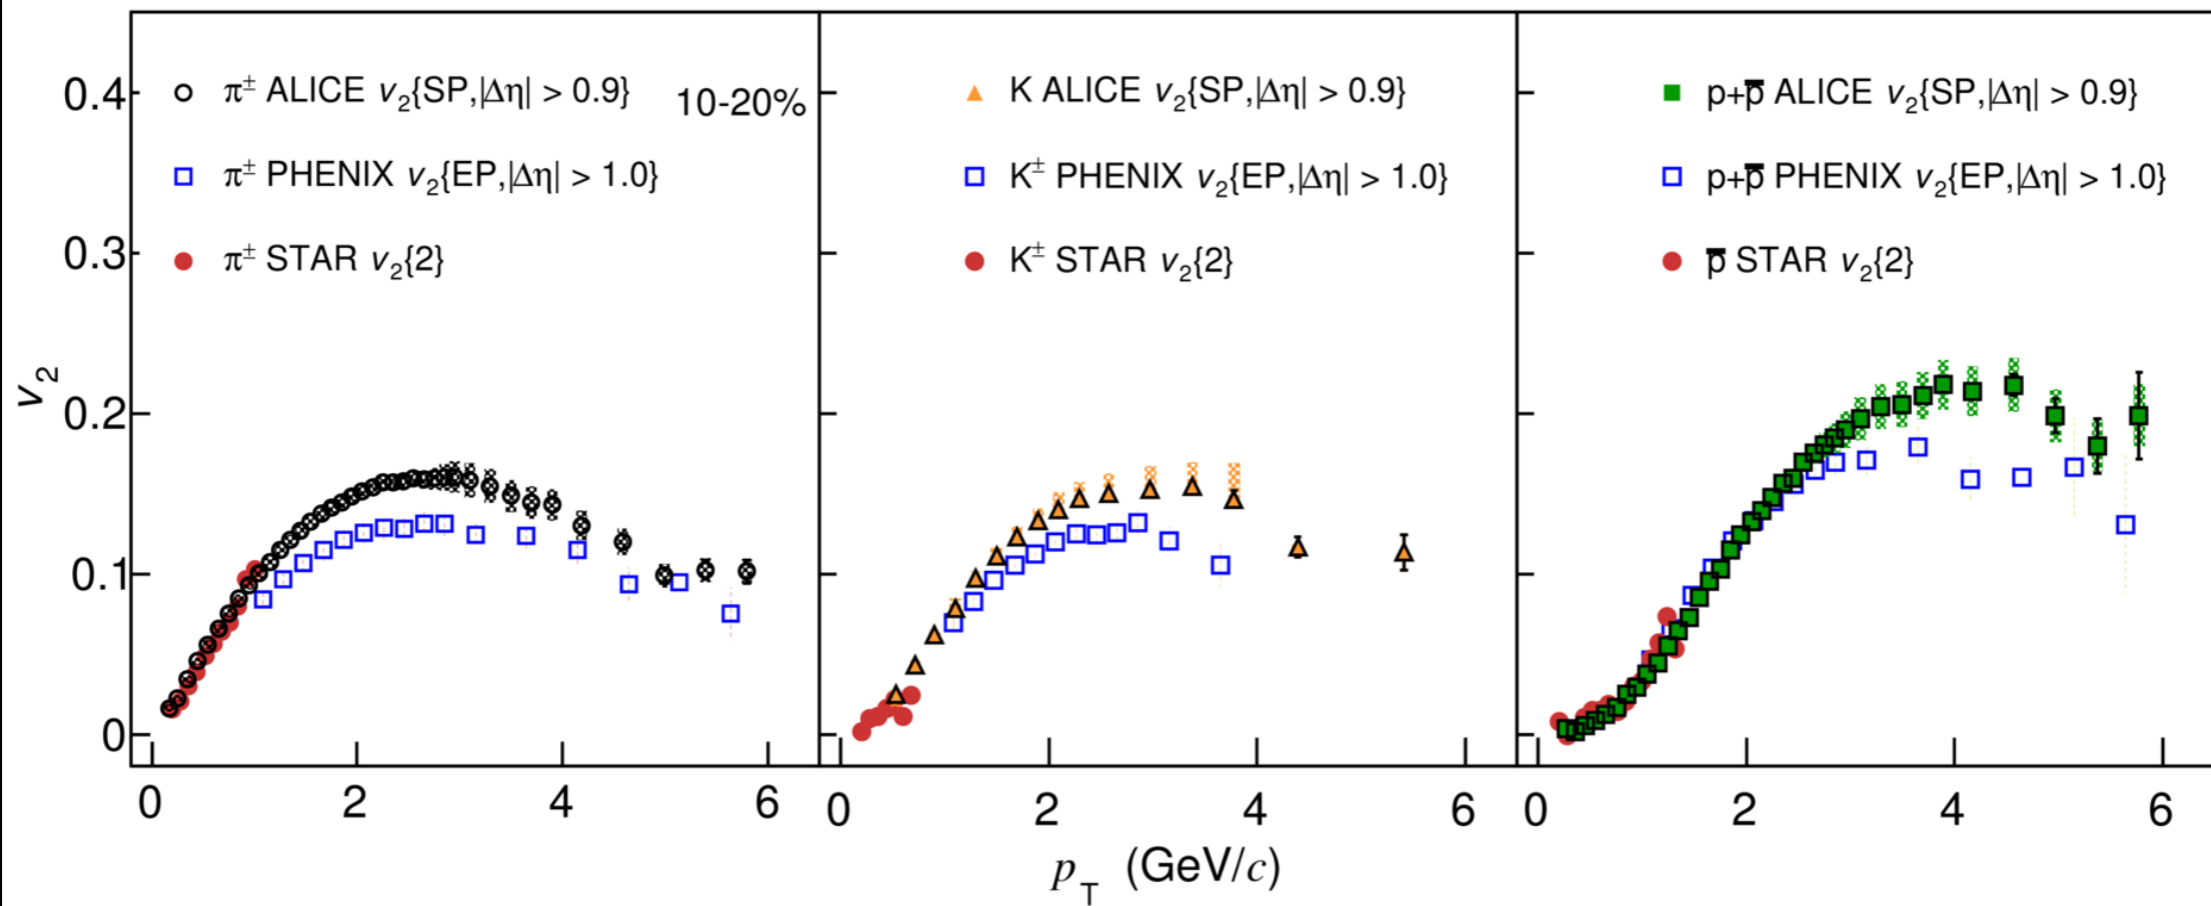 0.4
0.3
0.2
0.1
0
v₂
π± ALICE v₂{SP,|Δη| > 0.9}
10-20%
π± PHENIX v₂{EP,|Δη| > 1.0}
π± STAR v₂{2}
K ALICE v₂{SP,|Δη| > 0.9}
K± PHENIX v₂{EP,|Δη| > 1.0}
K± STAR v₂{2}
p+p̅ ALICE v₂{SP,|Δη| > 0.9}
p+p̅ PHENIX v₂{EP,|Δη| > 1.0}
p̅ STAR v₂{2}
0 2 4 6
0 2 4 6
0 2 4 6
p_T (GeV/c)